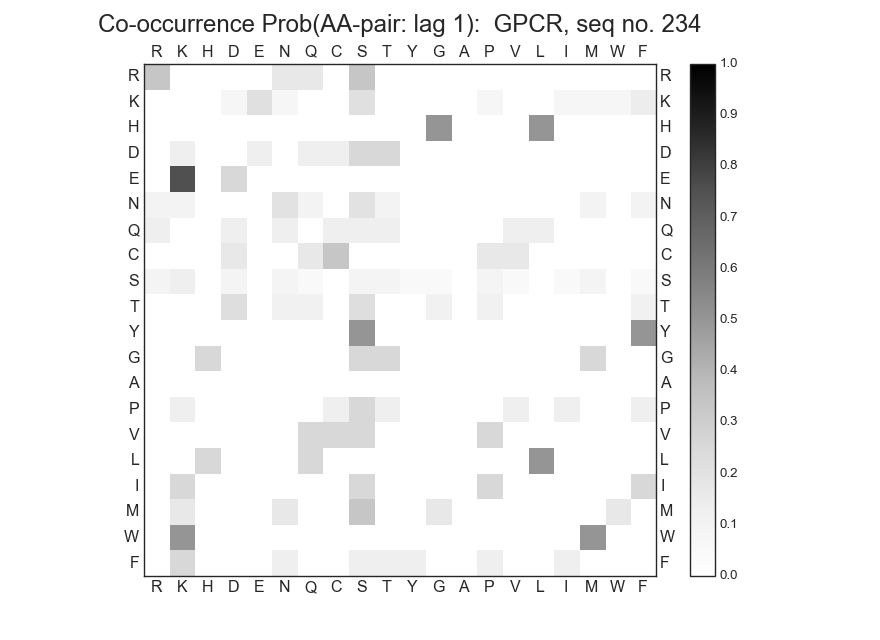 Co-occurrence Prob(AA-pair: lag 1):  GPCR, seq no. 234
R K H D E N Q C S T Y G A P V L I M W F
1.0
R R
0.9
K K
H H
0.8
D D
E E
0.7
N N
0.6
Q Q
C C
S S
0.5
T T
Y Y
0.4
G G
A A
0.3
P P
V V
0.2
L L
I I
0.1
M M
W W
F F
0.0
R K H D E N Q C S T Y G A P V L I M W F